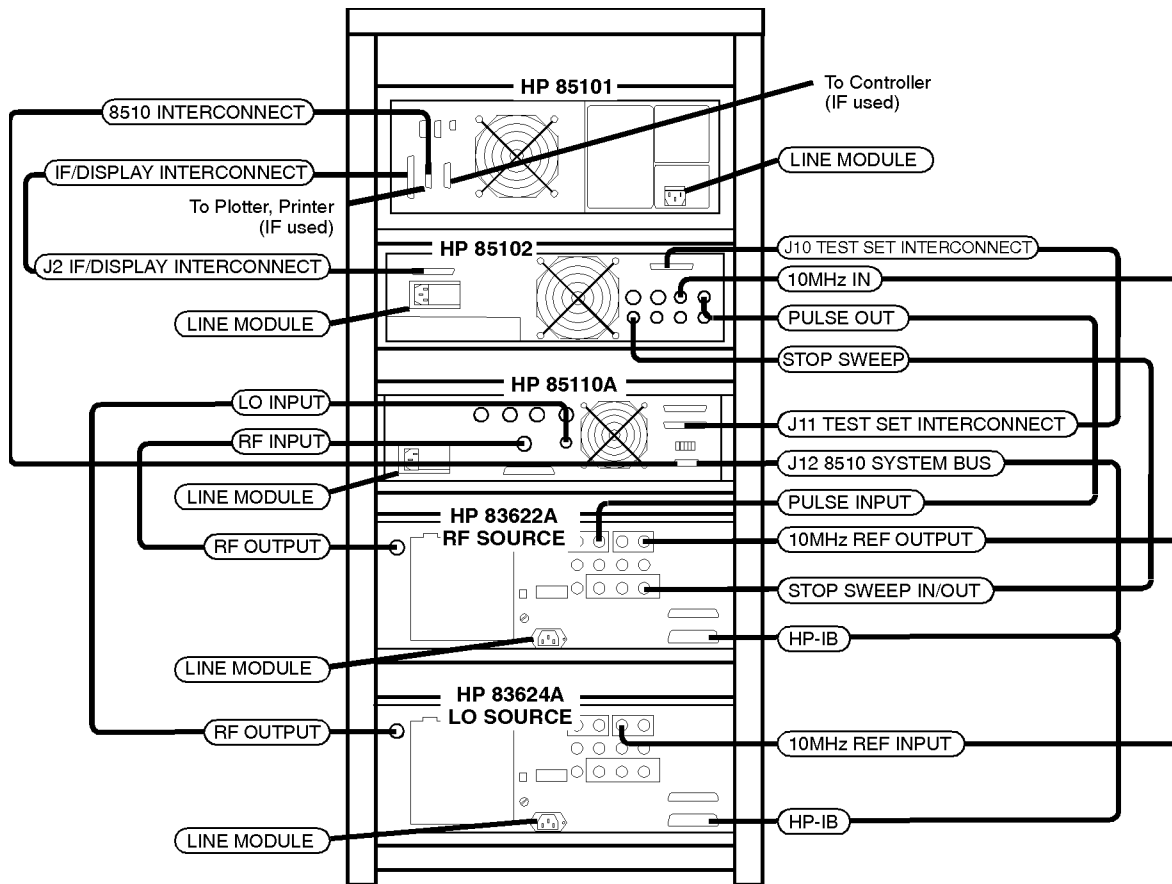 HP 85101
To Controller
(IF used)
8510 INTERCONNECT
IF/DISPLAY INTERCONNECT
LINE MODULE
To Plotter, Printer
(IF used)
HP 85102
J10 TEST SET INTERCONNECT
J2 IF/DISPLAY INTERCONNECT
10MHz IN
LINE MODULE
PULSE OUT
STOP SWEEP
HP 85110A
LO INPUT
J11 TEST SET INTERCONNECT
RF INPUT
J12 8510 SYSTEM BUS
LINE MODULE
PULSE INPUT
HP 83622A
RF SOURCE
RF OUTPUT
10MHz REF OUTPUT
STOP SWEEP IN/OUT
HP-IB
LINE MODULE
HP 83624A
LO SOURCE
RF OUTPUT
10MHz REF INPUT
HP-IB
LINE MODULE